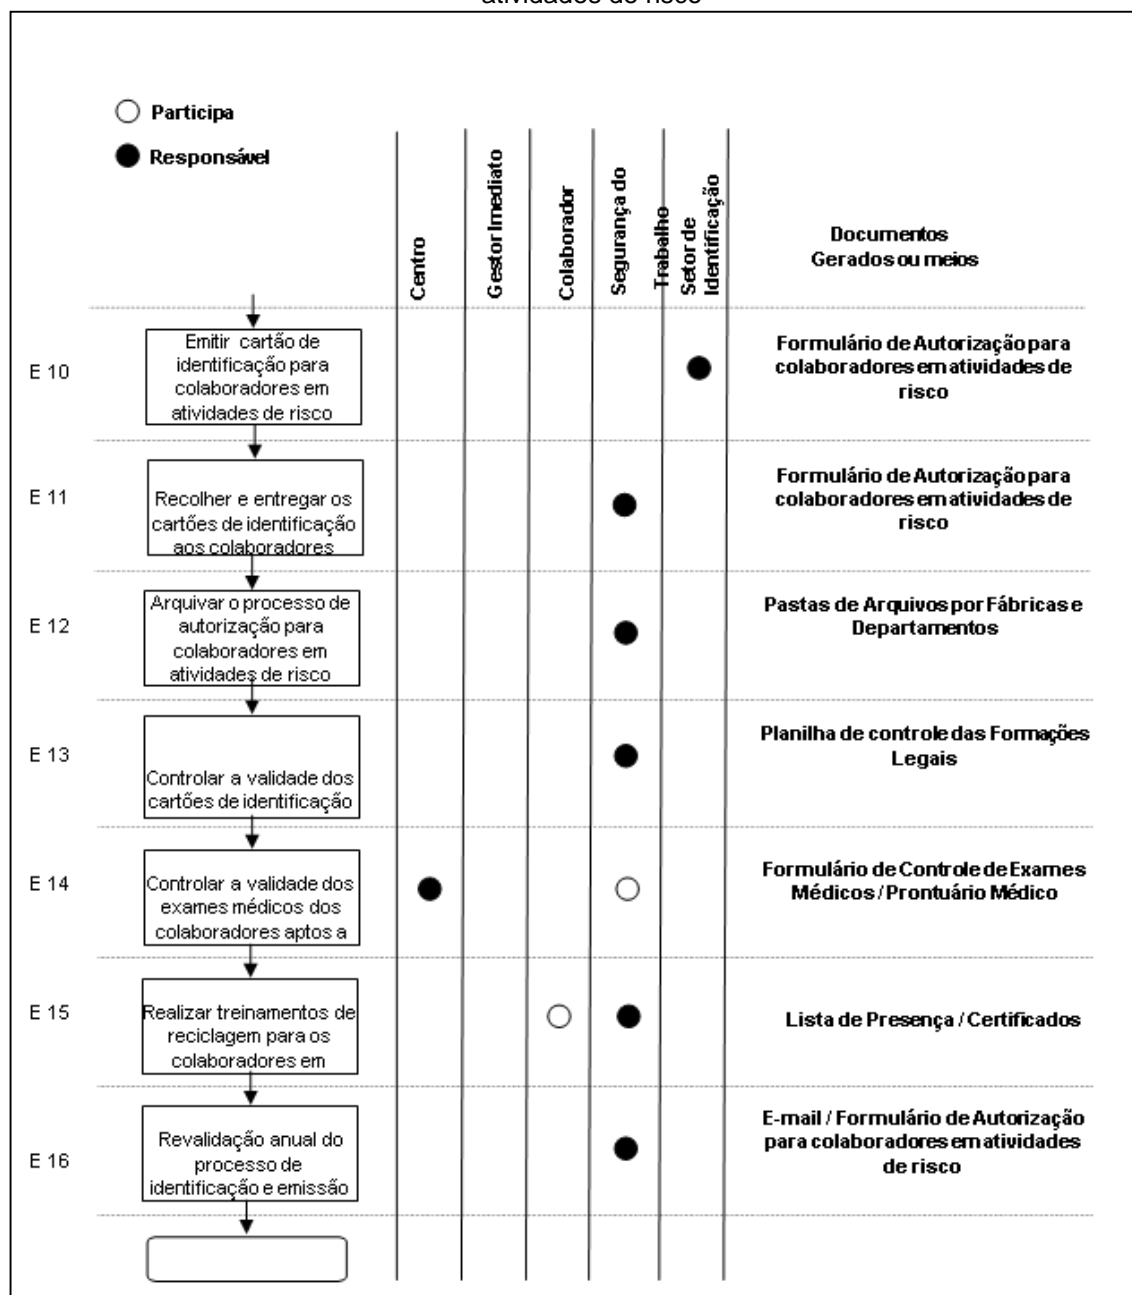 atividades de risco
Participa
Responsável
Centro
Gestor Imediato
Colaborador
Segurança do
Trabalho
Setor de
Identificação
Documentos
Gerados ou meios
E 10
Emitir cartão de
identificação para
colaboradores em
atividades de risco
Formulário de Autorização para
colaboradores em atividades de
risco
E 11
Recolher e entregar os
cartões de identificação
aos colaboradores
Formulário de Autorização para
colaboradores em atividades de
risco
E 12
Arquivar o processo de
autorização para
colaboradores em
atividades de risco
Pastas de Arquivos por Fábricas e
Departamentos
E 13
Controlar a validade dos
cartões de identificação
Planilha de controle das Formações
Legais
E 14
Controlar a validade dos
exames médicos dos
colaboradores aptos a
Formulário de Controle de Exames
Médicos / Prontuário Médico
E 15
Realizar treinamentos de
reciclagem para os
colaboradores em
Lista de Presença / Certificados
E 16
Revalidação anual do
processo de
identificação e emissão
E-mail / Formulário de Autorização
para colaboradores em atividades
de risco